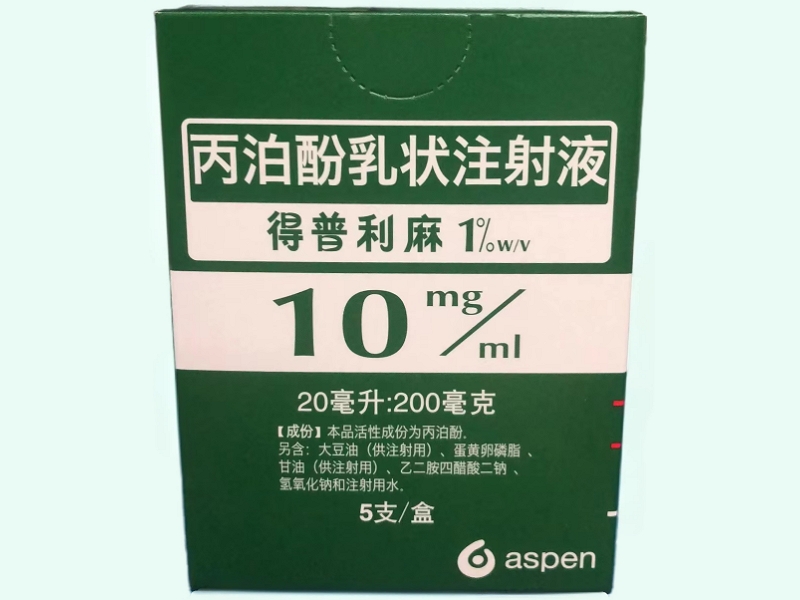 丙泊酚乳状注射液
得普利麻 1% w/v
10 mg/ml
20毫升:200毫克
【成份】本品活性成份为丙泊酚.
另含：大豆油（供注射用）、蛋黄卵磷脂 、
甘油（供注射用）、乙二胺四醋酸二钠 、
氢氧化钠和注射用水.
5支/盒
aspen